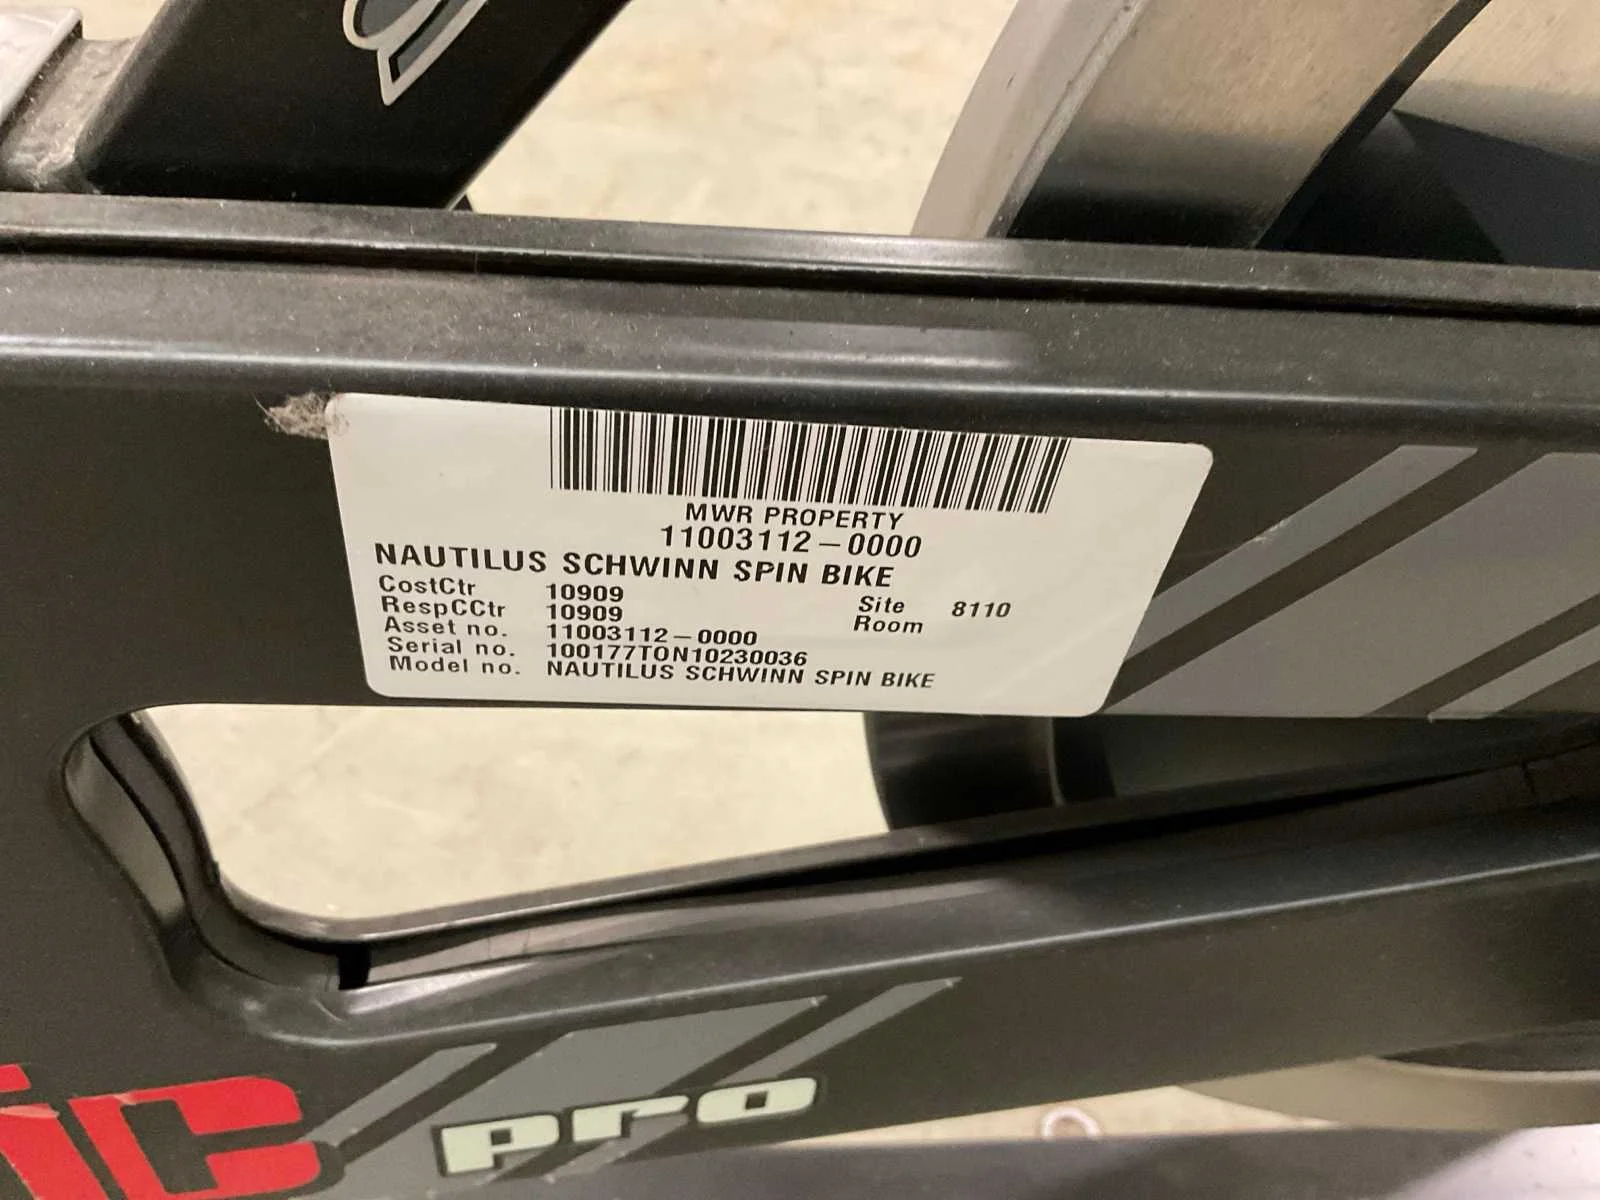 MWR PROPERTY
11003112-0000
NAUTILUS SCHWINN SPIN BIKE
CostCtr 10909
RespCCtr 10909 Site 8110
Asset no. 11003112-0000 Room
Serial no. 100177TON10230036
Model no. NAUTILUS SCHWINN SPIN BIKE
ic pro